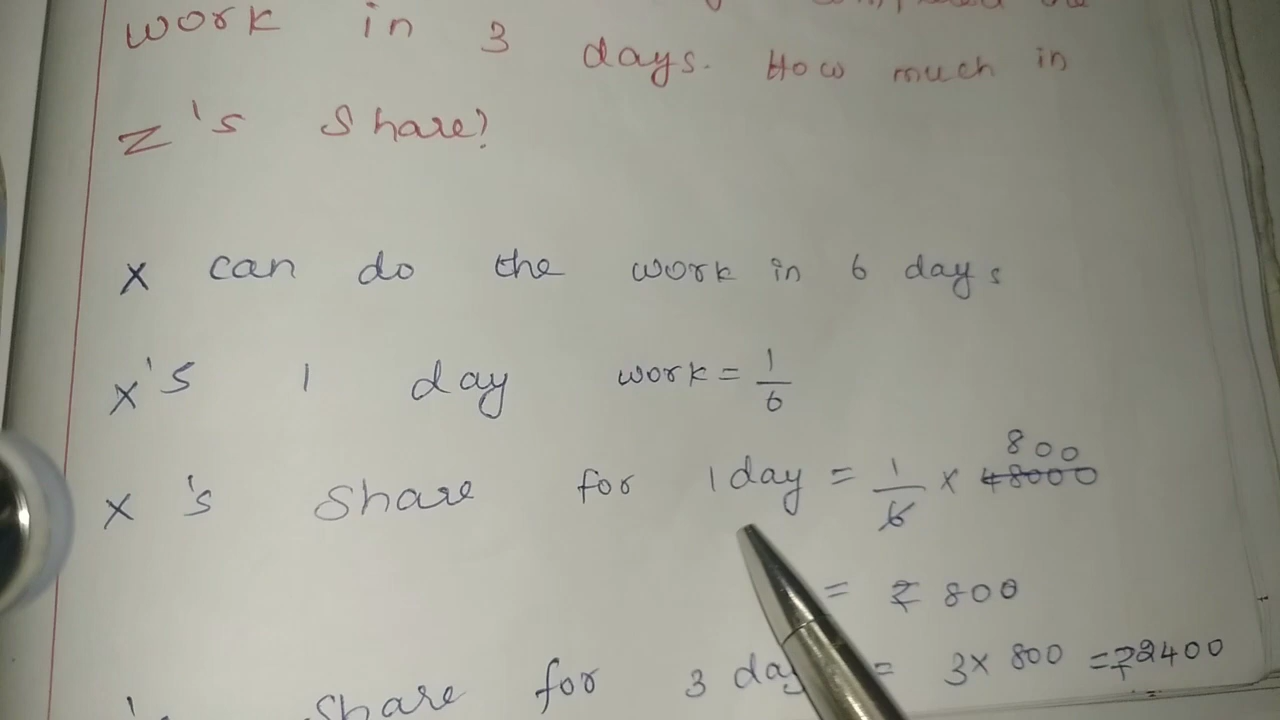 work in 3 days. How much in
Z's share?
X can do the work in 6 days
X's 1 day work = 1/6
800
X's share for 1 day = 1/6 × 48000
= ₹ 800
share for 3 day = 3 × 800 = ₹2400